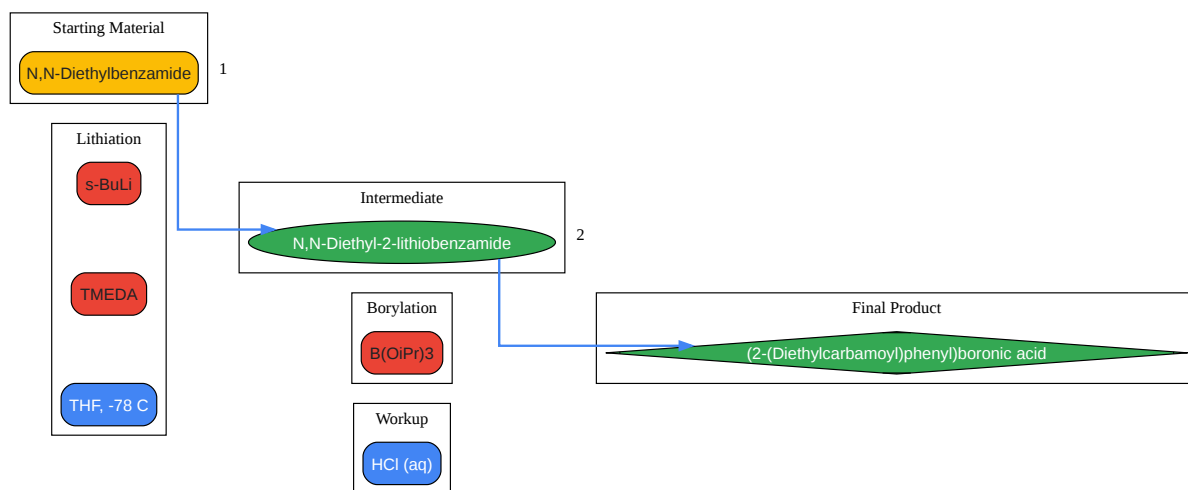 Starting Material
N,N-Diethylbenzamide
1
Lithiation
s-BuLi
TMEDA
THF, -78 C
Intermediate
N,N-Diethyl-2-lithiobenzamide
2
Borylation
B(OiPr)3
Workup
HCl (aq)
Final Product
(2-(Diethylcarbamoyl)phenyl)boronic acid